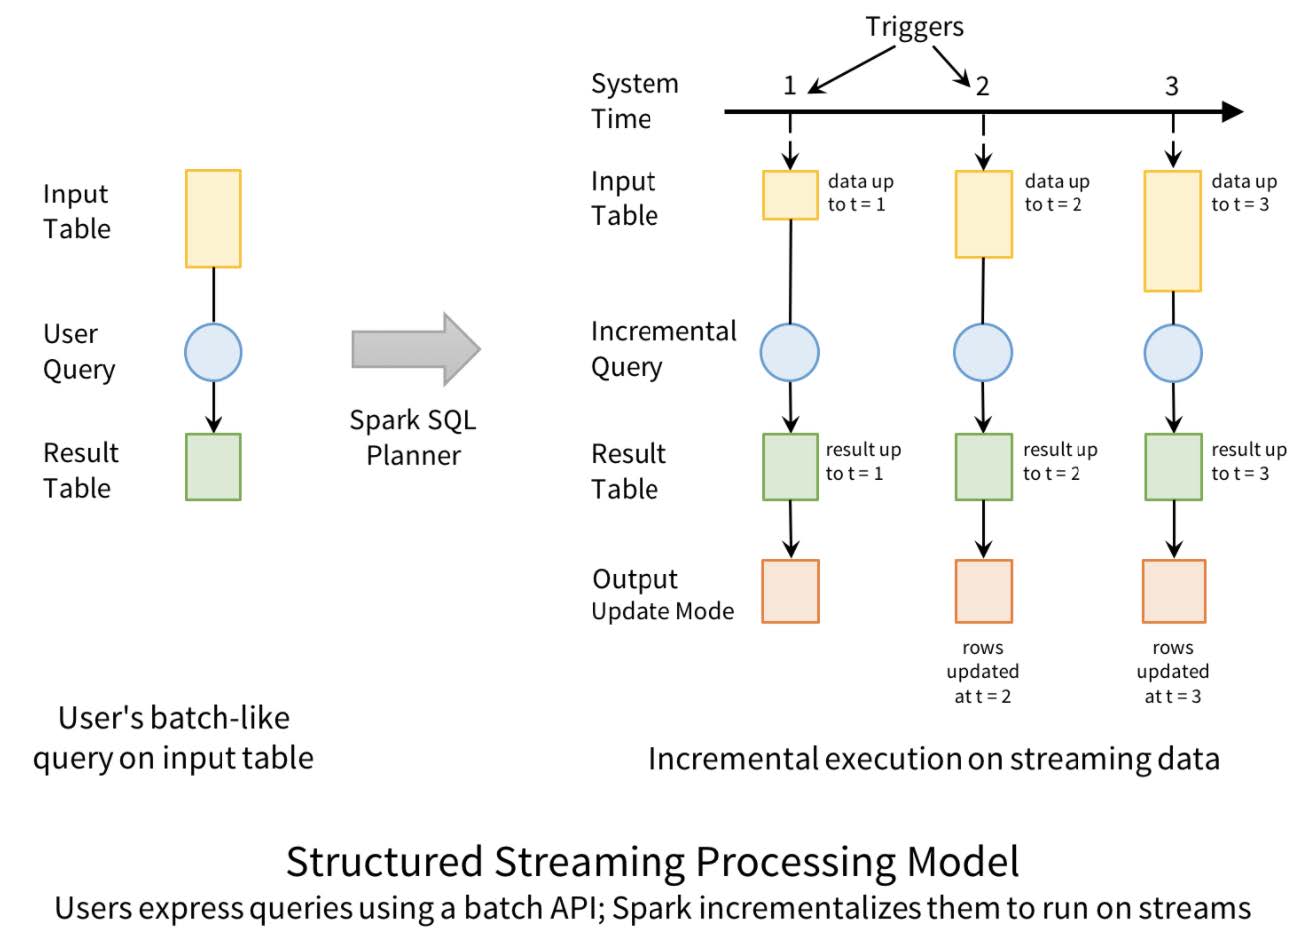 Triggers
System
Time
1
2
3
Input
Table
Input
Table
data up
to t = 1
data up
to t = 2
data up
to t = 3
User
Query
Spark SQL
Planner
Incremental
Query
Result
Table
Result
Table
result up
to t = 1
result up
to t = 2
result up
to t = 3
Output
Update Mode
rows
updated
at t = 2
rows
updated
at t = 3
User's batch-like
query on input table
Incremental execution on streaming data
Structured Streaming Processing Model
Users express queries using a batch API; Spark incrementalizes them to run on streams